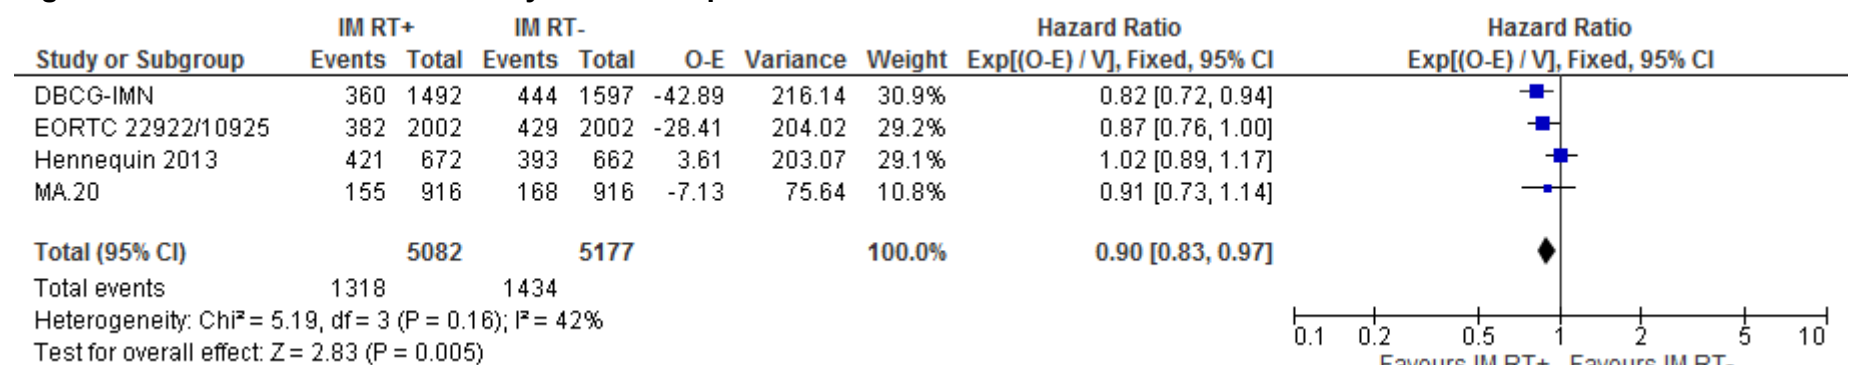 IM RT+ IM RT- Hazard Ratio Hazard Ratio
Study or Subgroup Events Total Events Total O-E Variance Weight Exp[(O-E) / V], Fixed, 95% CI Exp[(O-E) / V], Fixed, 95% CI
DBCG-IMN 360 1492 444 1597 -42.89 216.14 30.9% 0.82 [0.72, 0.94]
EORTC 22922/10925 382 2002 429 2002 -28.41 204.02 29.2% 0.87 [0.76, 1.00]
Hennequin 2013 421 672 393 662 3.61 203.07 29.1% 1.02 [0.89, 1.17]
MA.20 155 916 168 916 -7.13 75.64 10.8% 0.91 [0.73, 1.14]
Total (95% CI) 5082 5177 100.0% 0.90 [0.83, 0.97]
Total events 1318 1434
Heterogeneity: Chi² = 5.19, df = 3 (P = 0.16); I² = 42%
Test for overall effect: Z = 2.83 (P = 0.005)
0.1 0.2 0.5 1 2 5 10
Favours IM RT+ Favours IM RT-